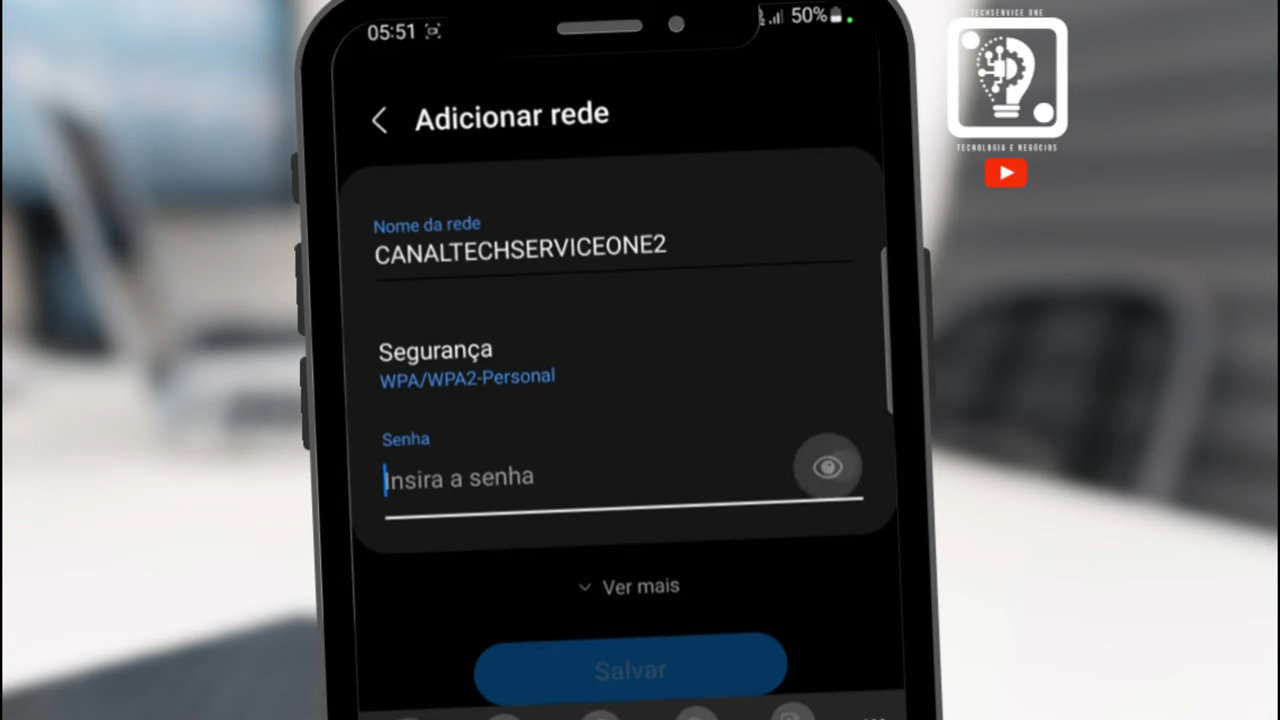 TECHSERVICE ONE
TECNOLOGIA E NEGÓCIOS
05:51
50%
Adicionar rede
Nome da rede
CANALTECHSERVICEONE2
Segurança
WPA/WPA2-Personal
Senha
Insira a senha
Ver mais
Salvar